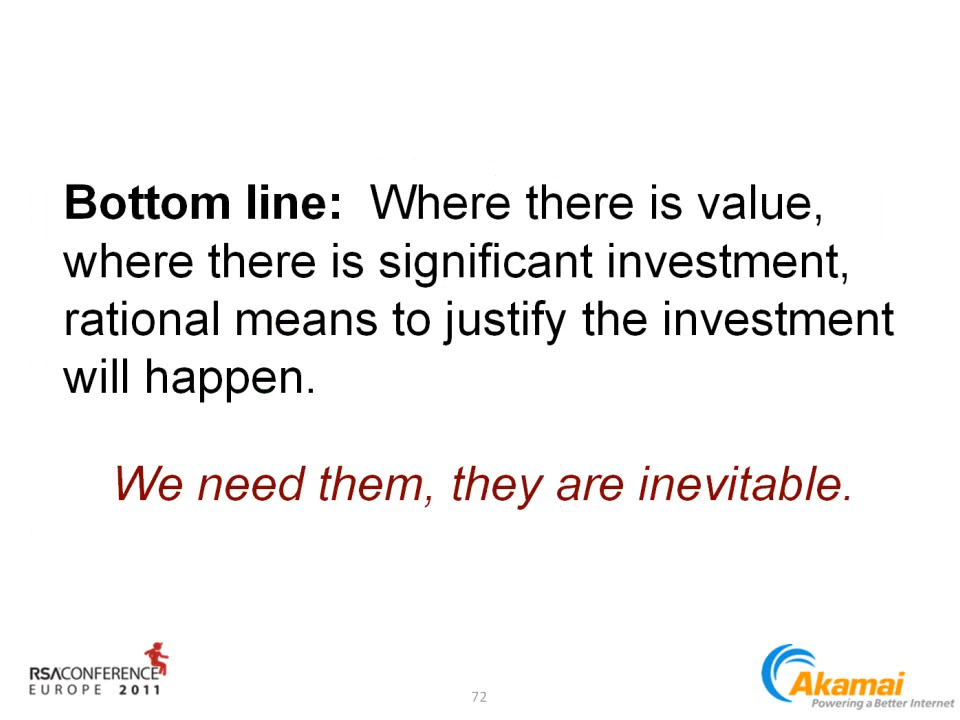 Bottom line: Where there is value,
where there is significant investment,
rational means to justify the investment
will happen.
We need them, they are inevitable.
RSACONFERENCE
EUROPE 2011
72
Akamai
Powering a Better Internet